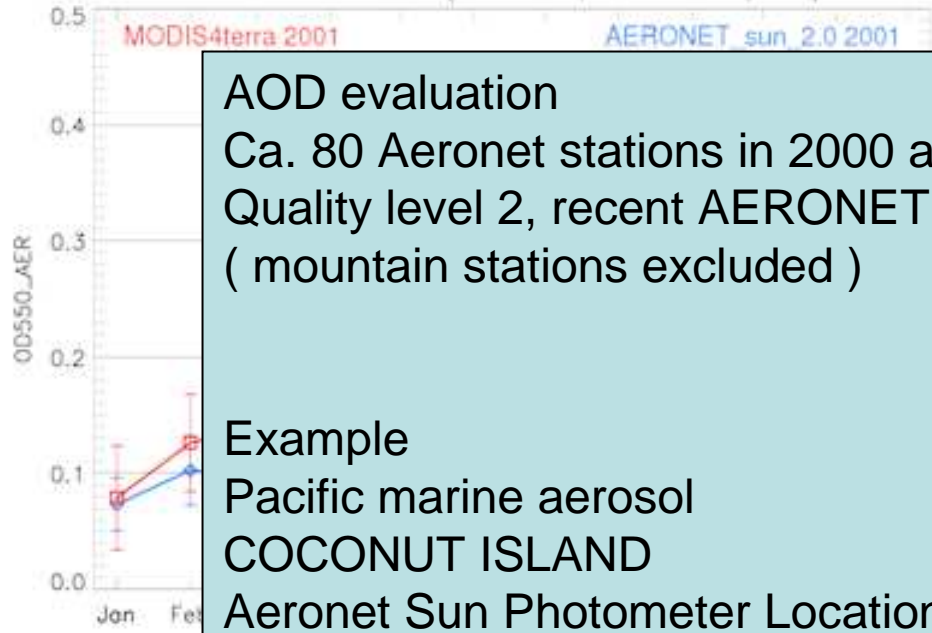 0.5
MODIS4terra 2001 AERONET_sun_2.0 2001
0.4
0.3
0.2
0.1
0.0
OD550_AER
Jan Feb
AOD evaluation
Ca. 80 Aeronet stations in 2000 a
Quality level 2, recent AERONET
( mountain stations excluded )
Example
Pacific marine aerosol
COCONUT ISLAND
Aeronet Sun Photometer Location